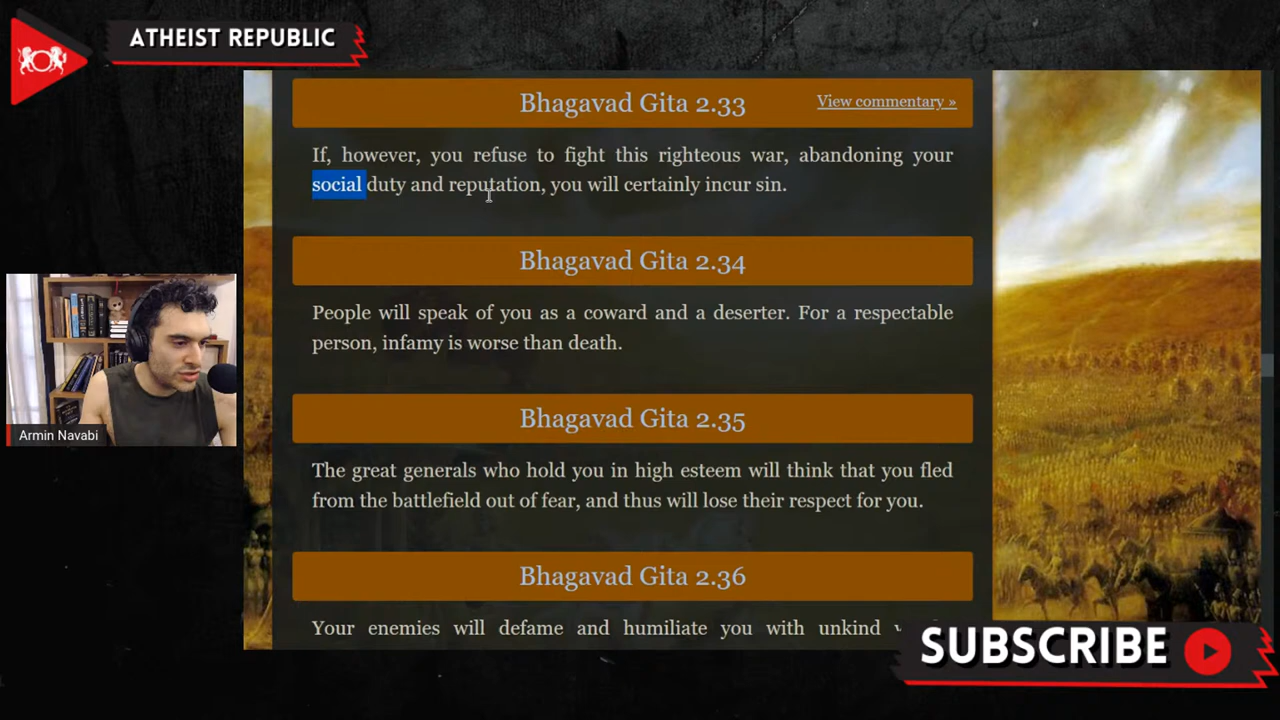 ATHEIST REPUBLIC
Bhagavad Gita 2.33
View commentary »
If, however, you refuse to fight this righteous war, abandoning your
social duty and reputation, you will certainly incur sin.
Bhagavad Gita 2.34
People will speak of you as a coward and a deserter. For a respectable
person, infamy is worse than death.
Bhagavad Gita 2.35
The great generals who hold you in high esteem will think that you fled
from the battlefield out of fear, and thus will lose their respect for you.
Bhagavad Gita 2.36
Your enemies will defame and humiliate you with unkind
Armin Navabi
SUBSCRIBE